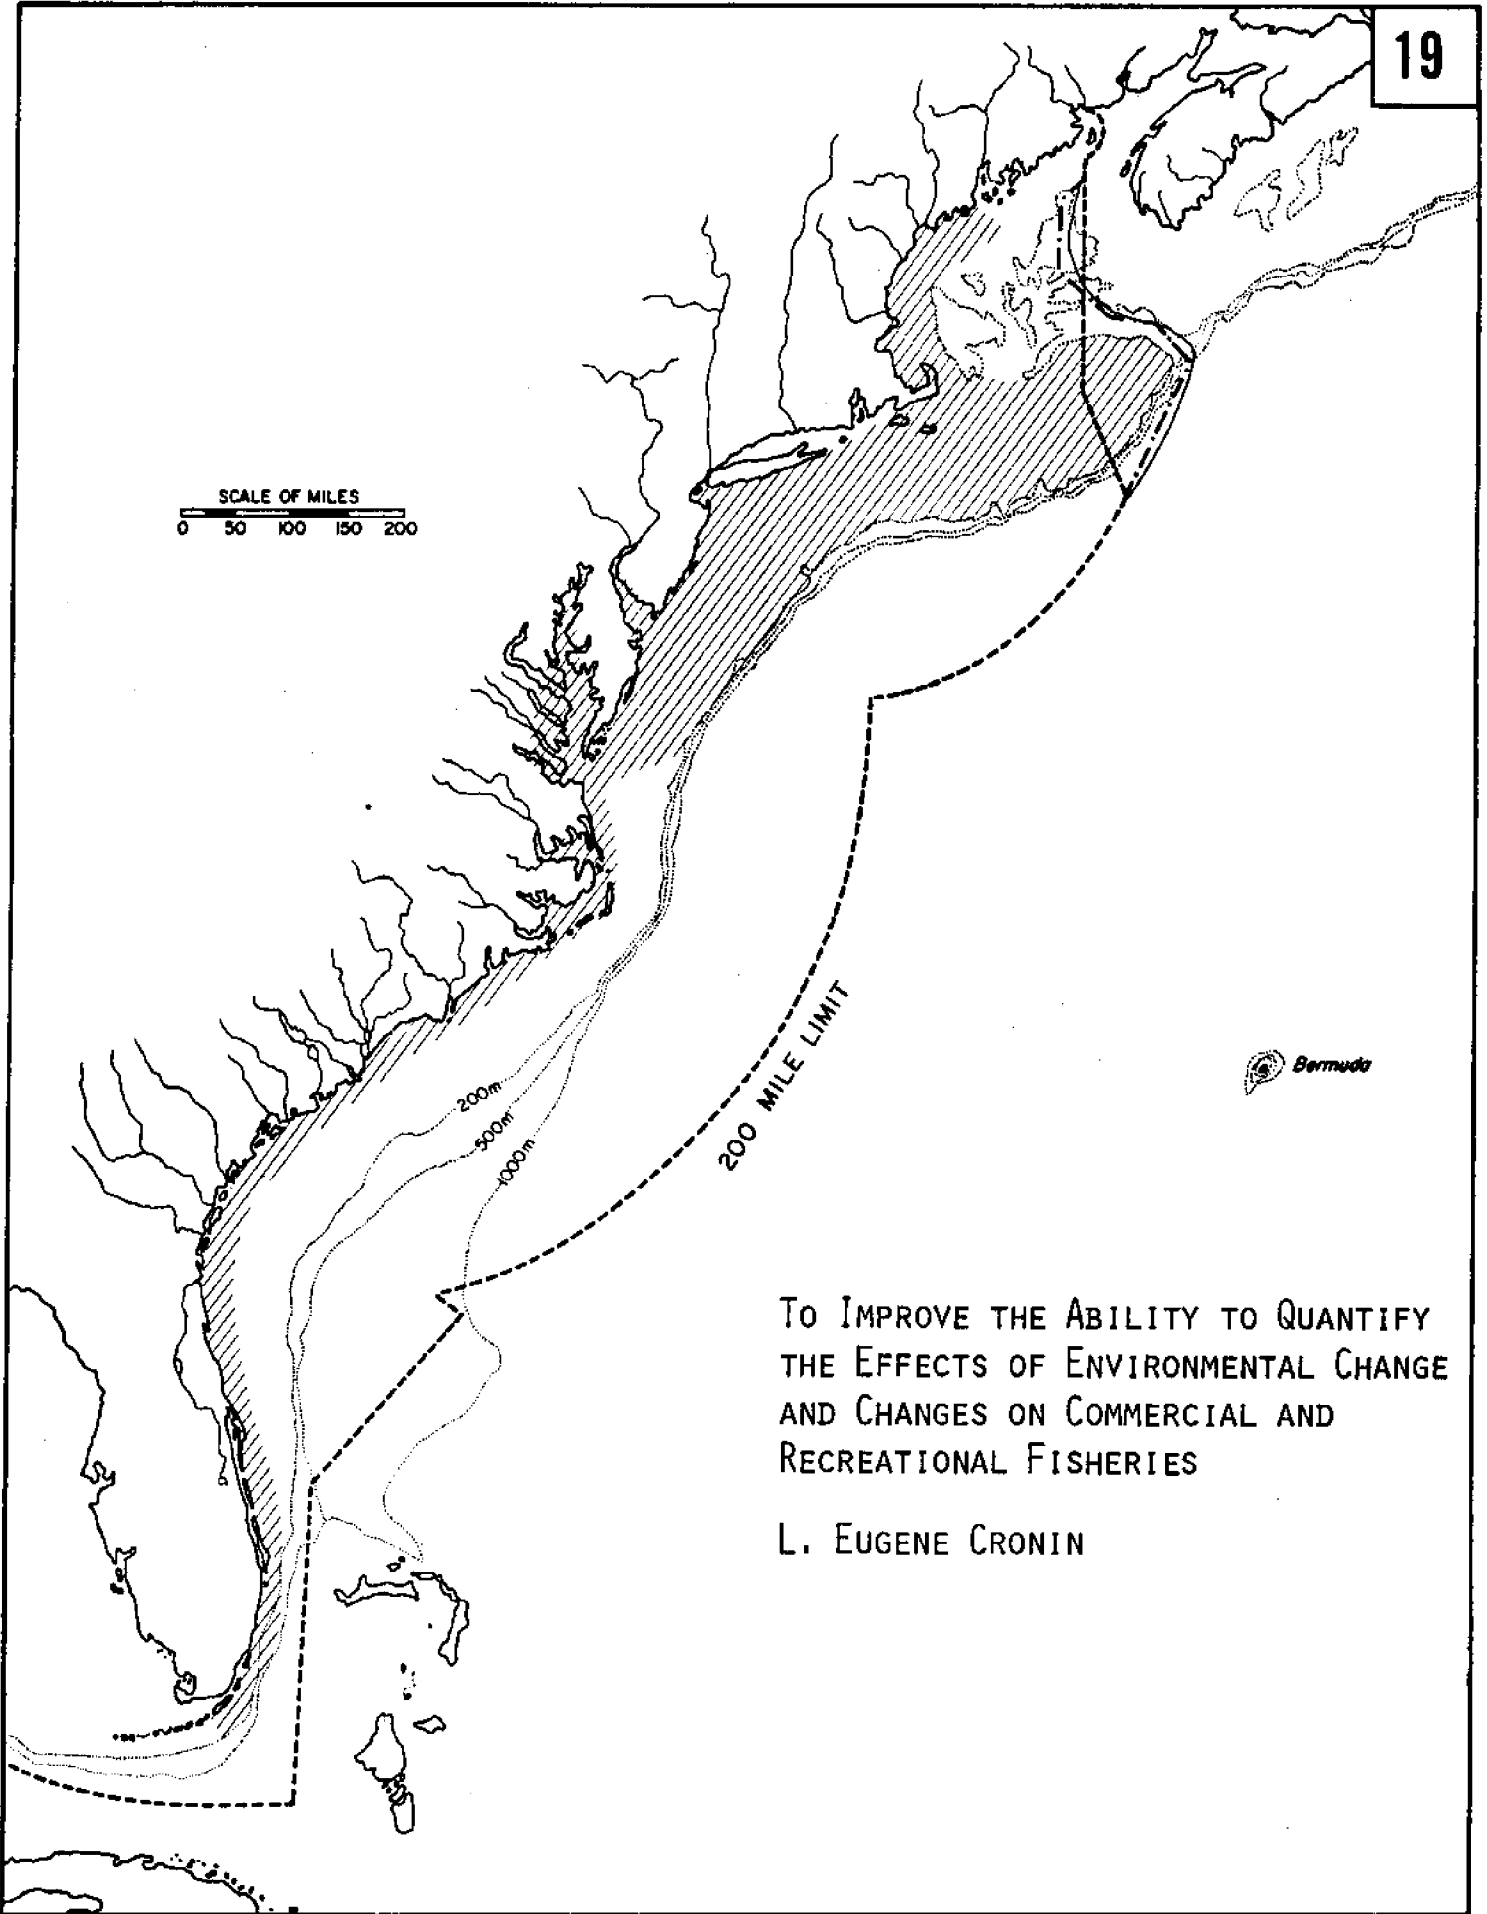 19
SCALE OF MILES
0 50 100 150 200
200m
500m
1000m
200 MILE LIMIT
Bermuda
To Improve the Ability to Quantify
the Effects of Environmental Change
and Changes on Commercial and
Recreational Fisheries
L. Eugene Cronin